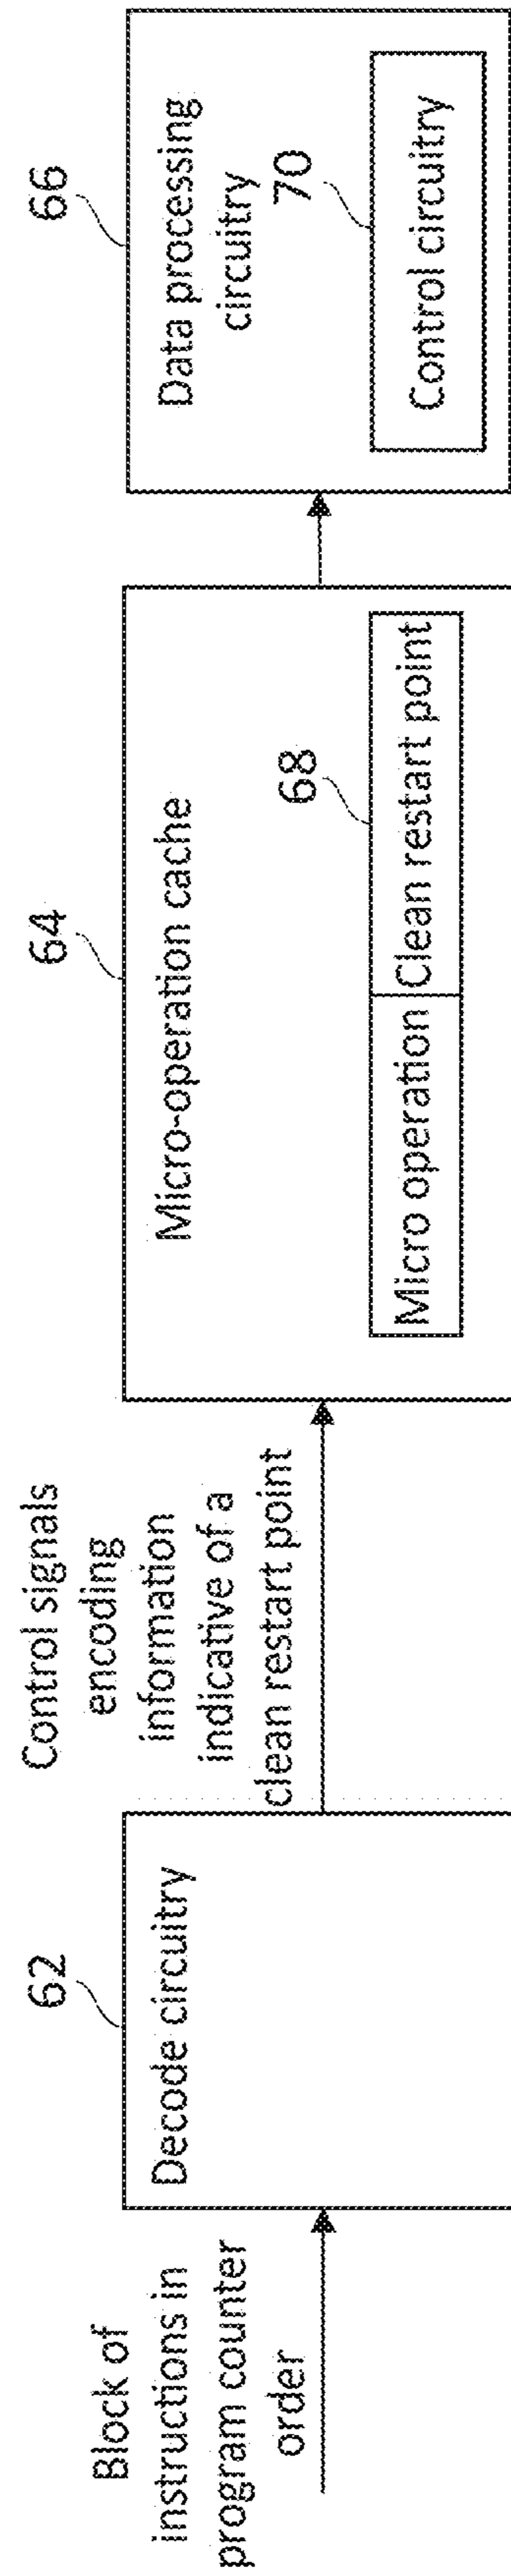 Block of
instructions in
program counter
order
62
Decode circuitry
Control signals
encoding
information
indicative of a
clean restart point
64
Micro-operation cache
68
Micro operation Clean restart point
66
Data processing
circuitry
70
Control circuitry